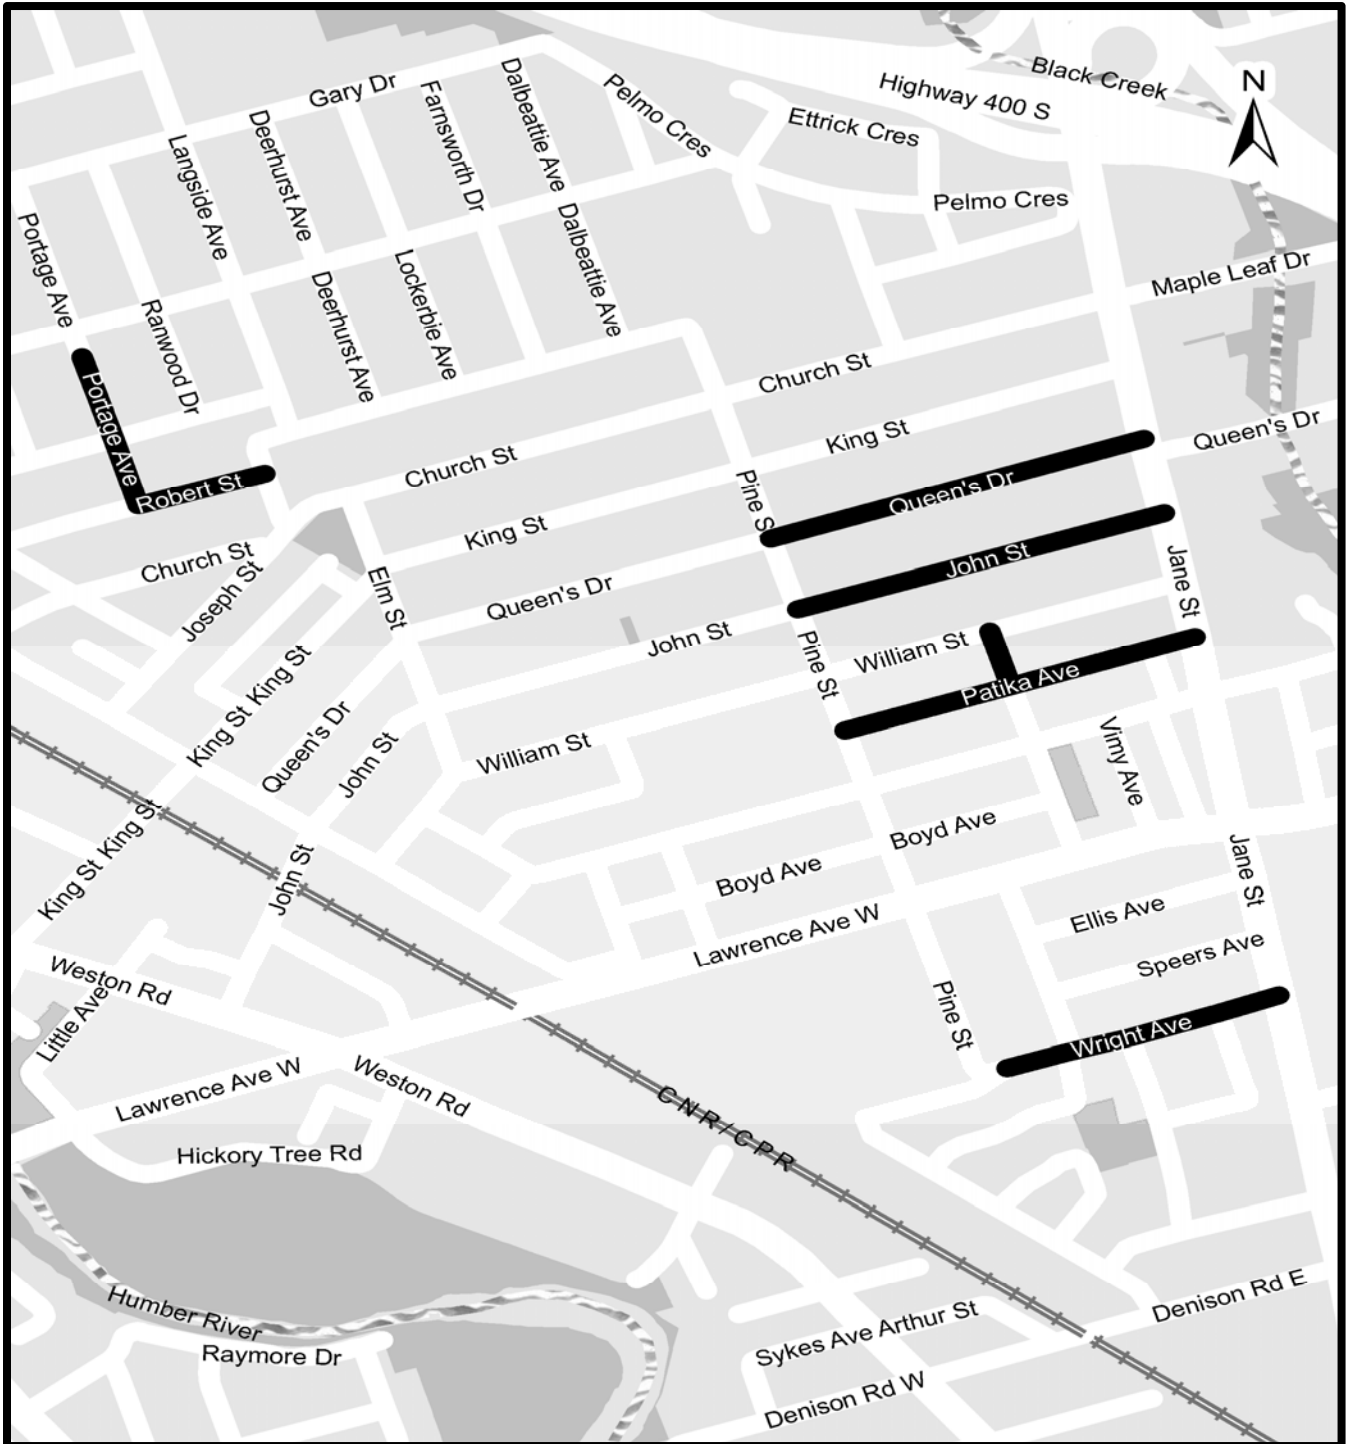 Black Creek
N
Highway 400 S
Gary Dr
Farnsworth Dr
Dalbeattie Ave
Pelmo Cres
Ettrick Cres
Langside Ave
Deerhurst Ave
Pelmo Cres
Portage Ave
Dalbeattie Ave
Lockerbie Ave
Deerhurst Ave
Ranwood Dr
Maple Leaf Dr
Church St
Portage Ave
King St
Queen's Dr
Church St
Robert St
Pine S
Queen's Dr
King St
John St
Church St
Joseph St
Elm St
Queen's Dr
Jane St
John St
Pine St
William St
King St
King St
Patika Ave
Queen's Dr
John St
William St
Vimy Ave
King St
King St
Boyd Ave
Boyd Ave
John St
Jane St
Ellis Ave
Lawrence Ave W
Speers Ave
Weston Rd
Little Ave
Pine St
Wright Ave
Lawrence Ave W
Weston Rd
CNR/CPR
Hickory Tree Rd
Humber River
Raymore Dr
Denison Rd E
Sykes Ave
Arthur St
Denison Rd W